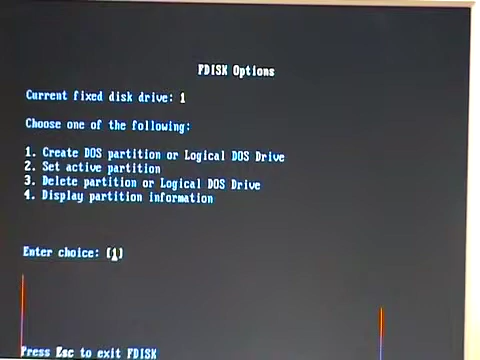 FDISK Options
Current fixed disk drive: 1
Choose one of the following:
1. Create DOS partition or Logical DOS Drive
2. Set active partition
3. Delete partition or Logical DOS Drive
4. Display partition information
Enter choice: [1]
Press Esc to exit FDISK